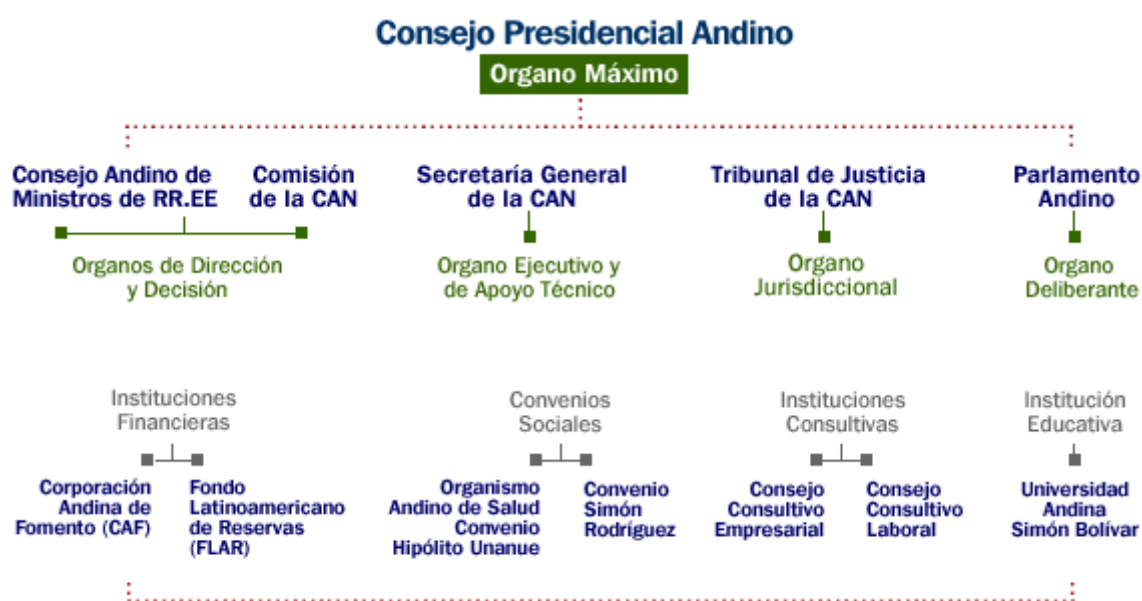 Consejo Presidencial Andino
Organo Máximo
Consejo Andino de
Ministros de RR.EE
Comisión
de la CAN
Organos de Dirección
y Decisión
Secretaría General
de la CAN
Organo Ejecutivo y
de Apoyo Técnico
Tribunal de Justicia
de la CAN
Organo
Jurisdiccional
Parlamento
Andino
Organo
Deliberante
Instituciones
Financieras
Corporación
Andina de
Fomento (CAF)
Fondo
Latinoamericano
de Reservas
(FLAR)
Convenios
Sociales
Organismo
Andino de Salud
Convenio
Hipólito Unanue
Convenio
Simón
Rodríguez
Instituciones
Consultivas
Consejo
Consultivo
Empresarial
Consejo
Consultivo
Laboral
Institución
Educativa
Universidad
Andina
Simón Bolívar